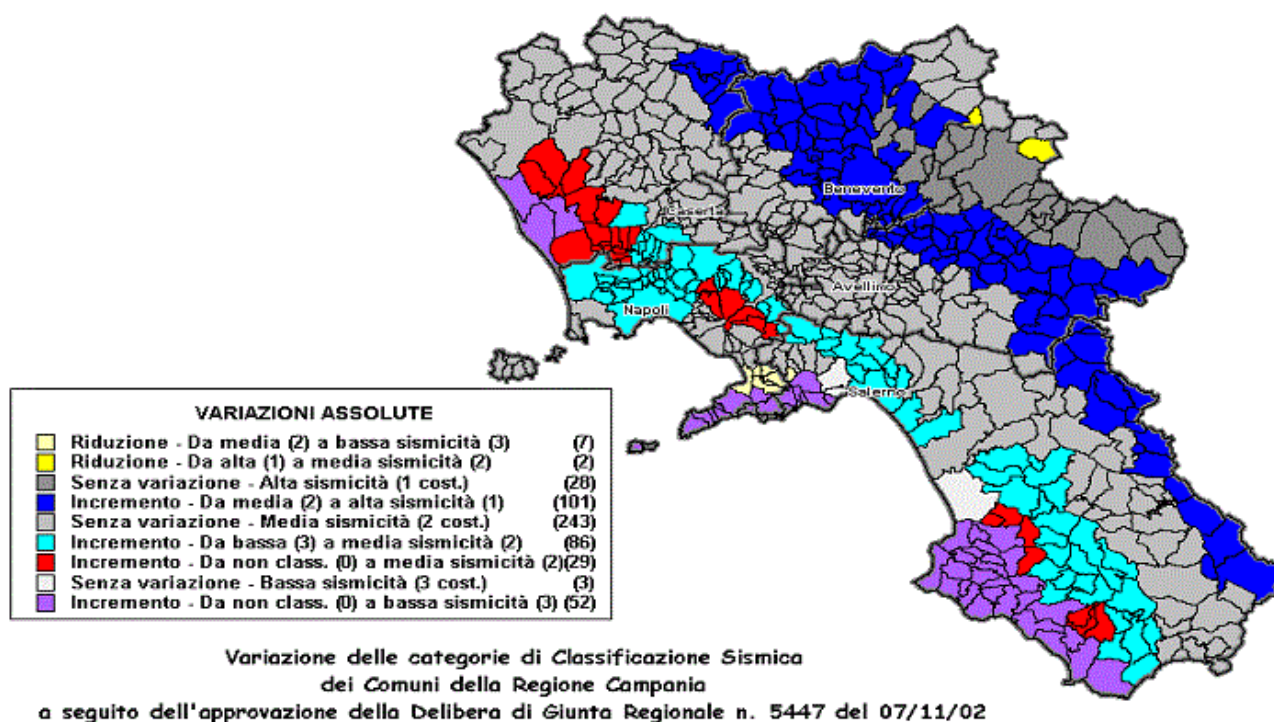 Benevento
Caserta
Avellino
Napoli
Salerno
VARIAZIONI ASSOLUTE
Riduzione - Da media (2) a bassa sismicità (3) (7)
Riduzione - Da alta (1) a media sismicità (2) (2)
Senza variazione - Alta sismicità (1 cost.) (28)
Incremento - Da media (2) a alta sismicità (1) (101)
Senza variazione - Media sismicità (2 cost.) (243)
Incremento - Da bassa (3) a media sismicità (2) (86)
Incremento - Da non class. (0) a media sismicità (2)(29)
Senza variazione - Bassa sismicità (3 cost.) (3)
Incremento - Da non class. (0) a bassa sismicità (3) (52)
Variazione delle categorie di Classificazione Sismica
dei Comuni della Regione Campania
a seguito dell'approvazione della Delibera di Giunta Regionale n. 5447 del 07/11/02